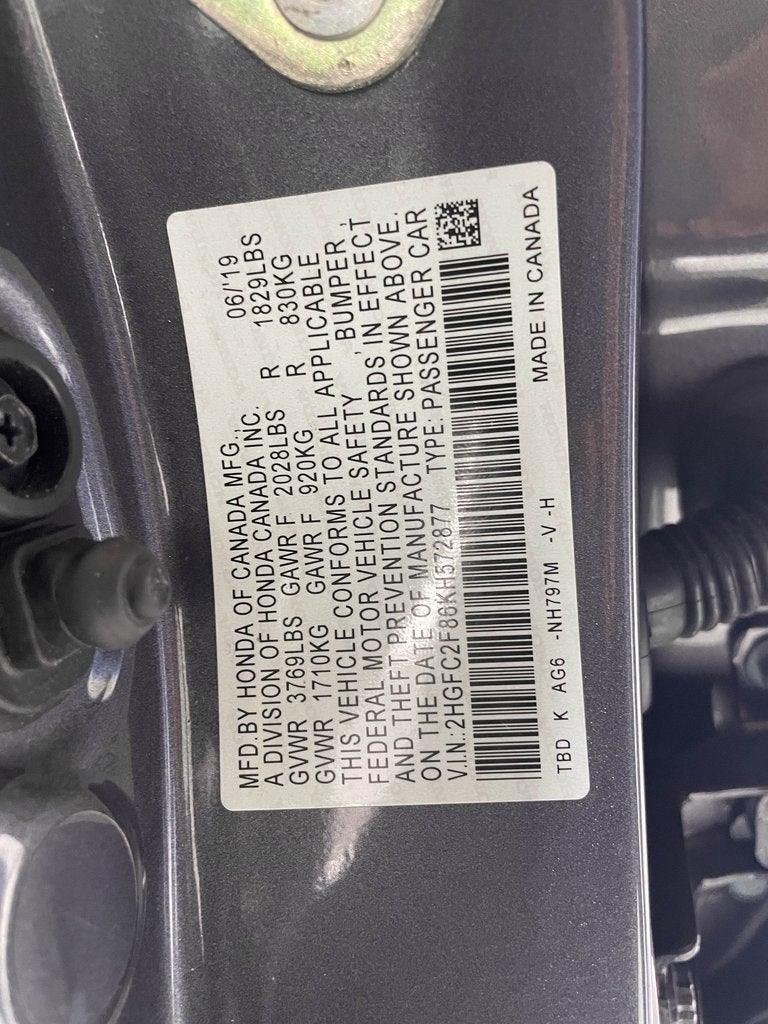 MFD.BY HONDA OF CANADA MFG., 06/'19
A DIVISION OF HONDA CANADA INC.
GVWR 3769LBS GAWR F 2028LBS R 1829LBS
GVWR 1710KG GAWR F 920KG R 830KG
THIS VEHICLE CONFORMS TO ALL APPLICABLE
FEDERAL MOTOR VEHICLE SAFETY, BUMPER,
AND THEFT PREVENTION STANDARDS, IN EFFECT
ON THE DATE OF MANUFACTURE SHOWN ABOVE.
V.I.N.:2HGFC2F86KH572877 TYPE: PASSENGER CAR
TBD K AG6 -NH797M -V -H MADE IN CANADA